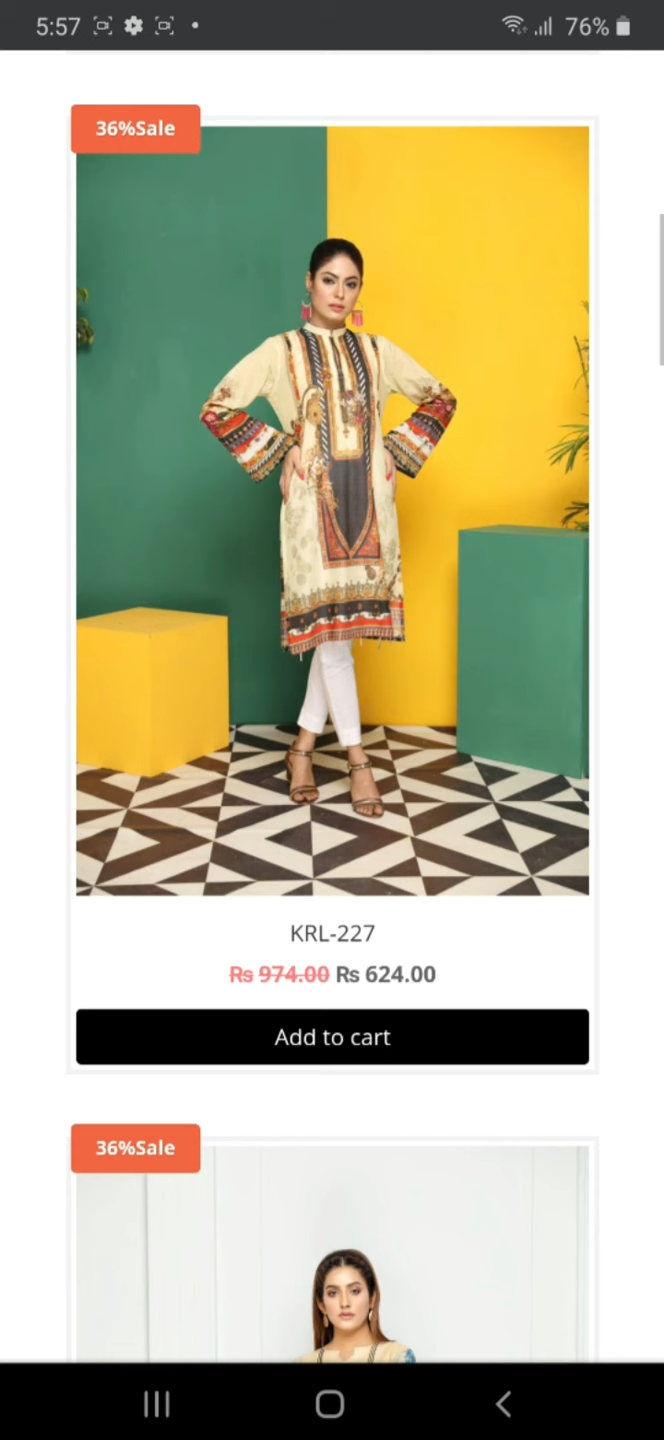 5:57
76%
36%Sale
KRL-227
₨ 974.00 ₨ 624.00
Add to cart
36%Sale